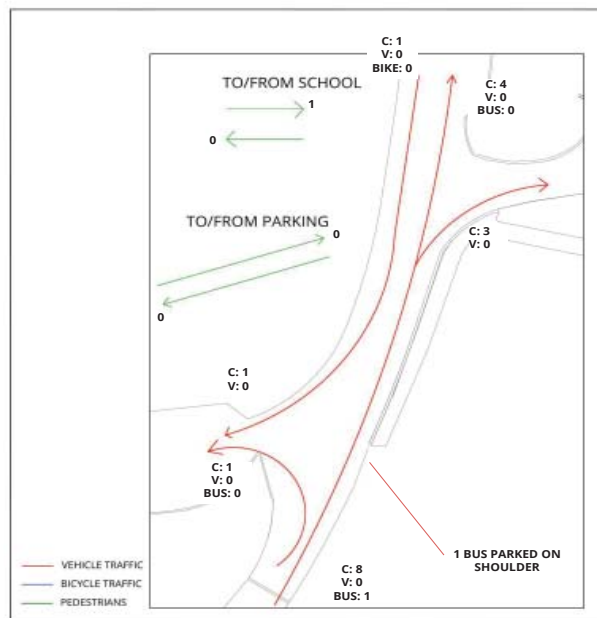 C: 1
V: 0
BIKE: 0
TO/FROM SCHOOL
1
0
C: 4
V: 0
BUS: 0
TO/FROM PARKING
0
0
C: 3
V: 0
C: 1
V: 0
C: 1
V: 0
BUS: 0
1 BUS PARKED ON
SHOULDER
C: 8
V: 0
BUS: 1
VEHICLE TRAFFIC
BICYCLE TRAFFIC
PEDESTRIANS